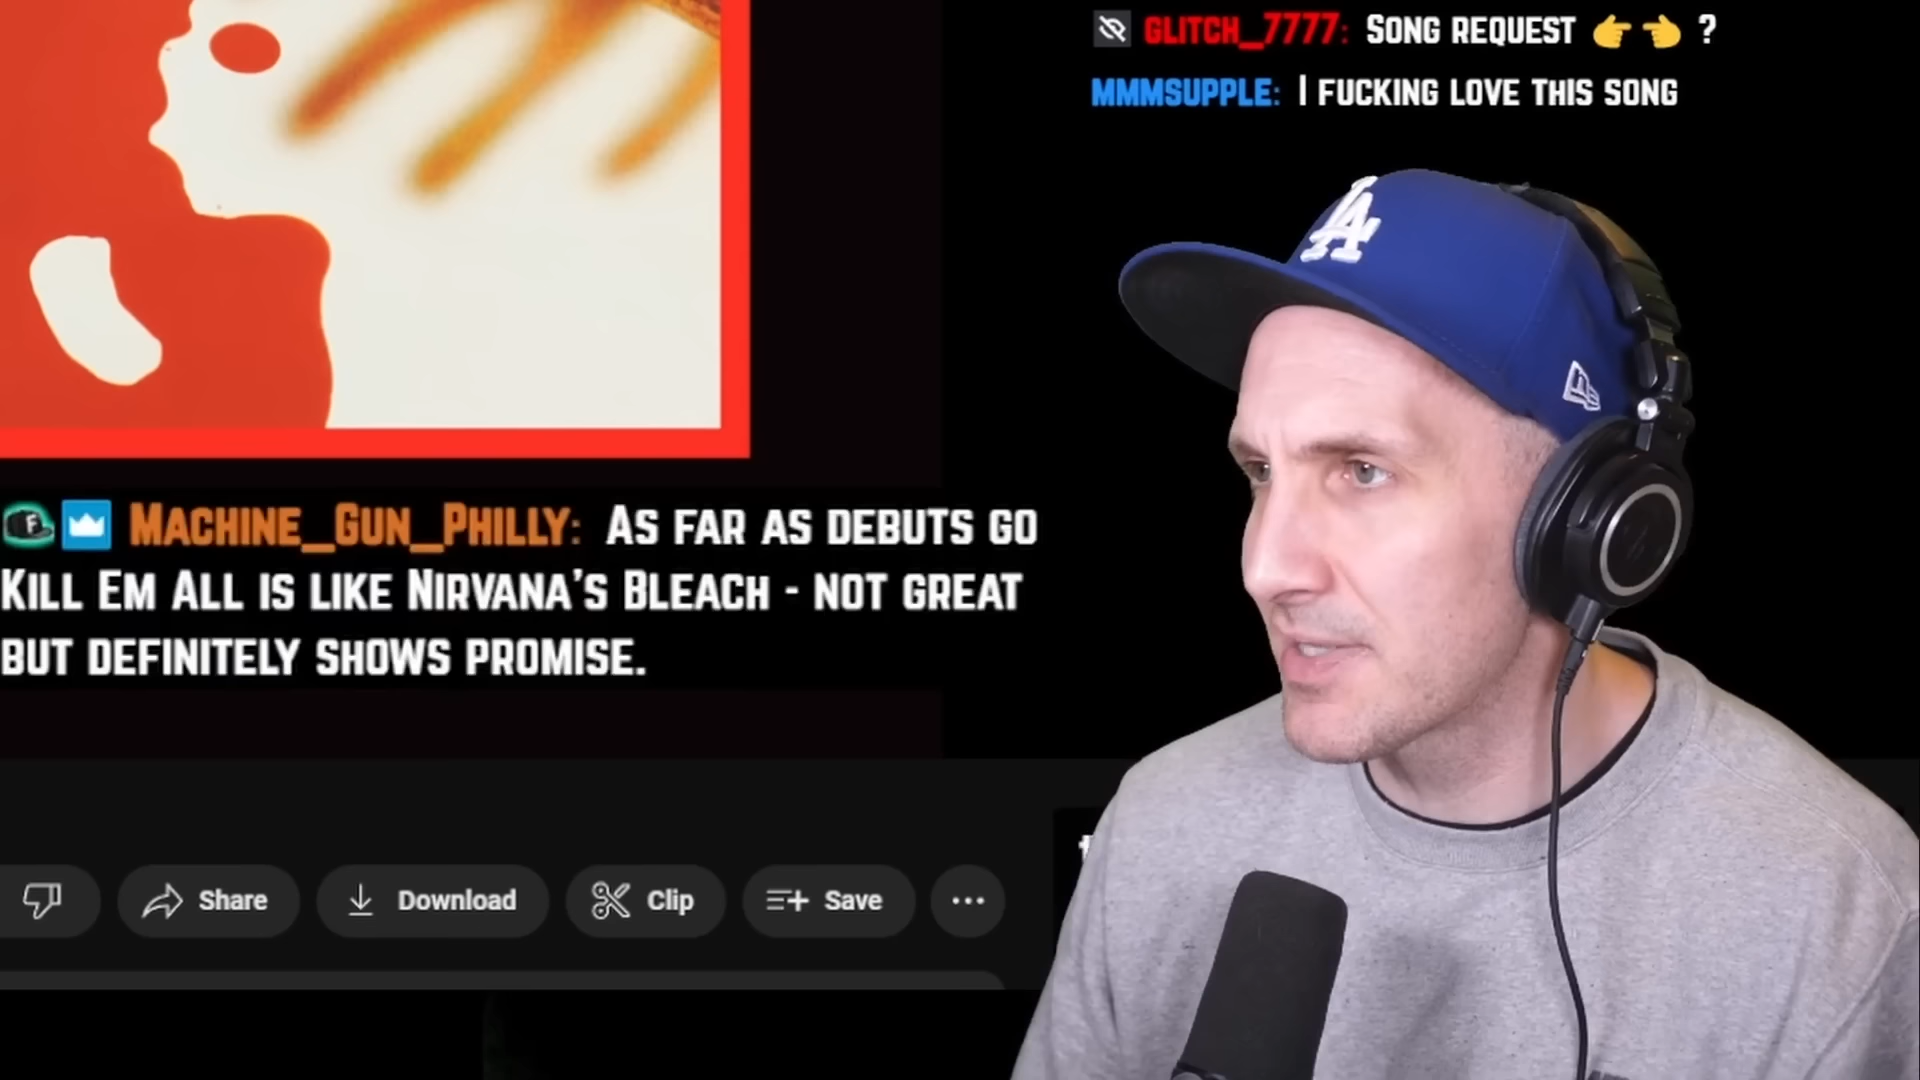 GLITCH_7777: SONG REQUEST 👉 👈 ?
MMMSUPPLE: I FUCKING LOVE THIS SONG
LA
F MACHINE_GUN_PHILLY: AS FAR AS DEBUTS GO
KILL EM ALL IS LIKE NIRVANA'S BLEACH - NOT GREAT
BUT DEFINITELY SHOWS PROMISE.
Share
Download
Clip
Save